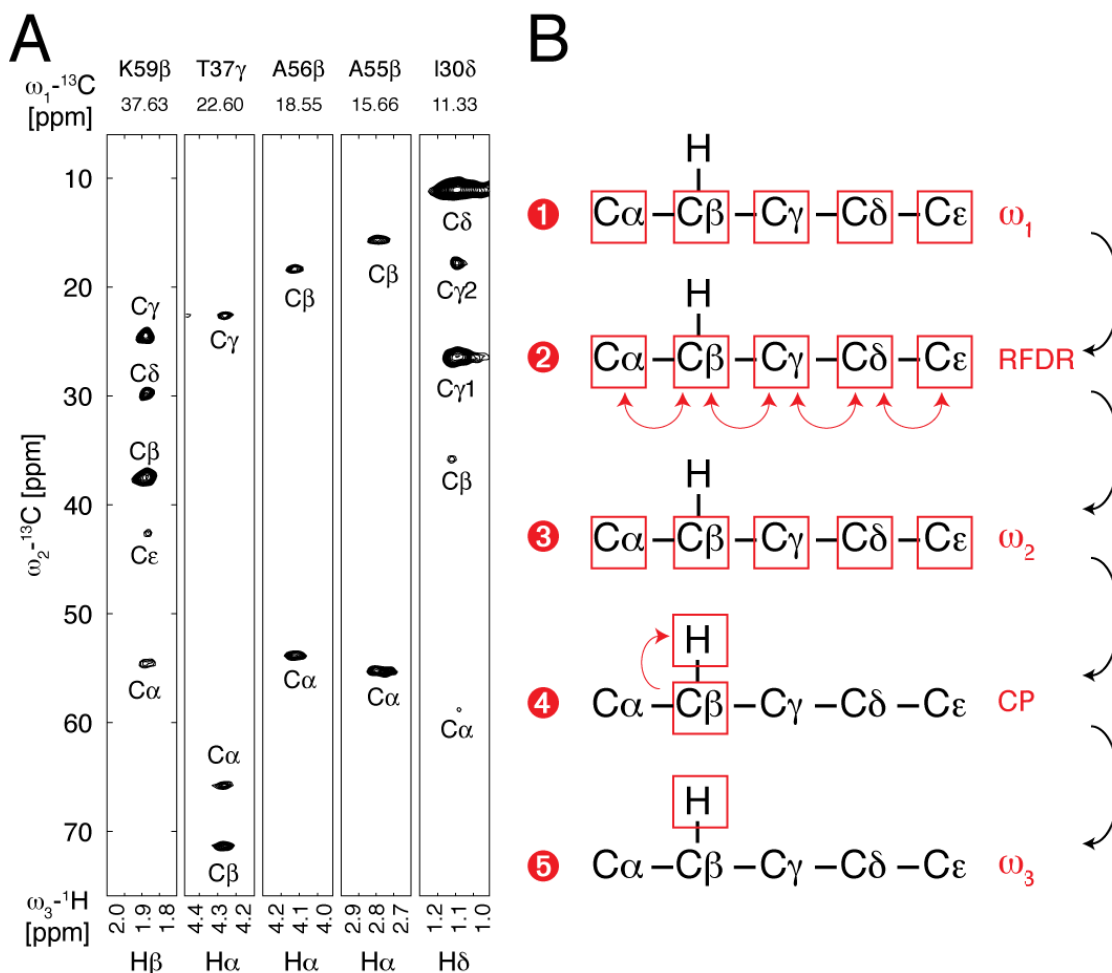 A
K59β T37γ A56β A55β I30δ
ω₁-¹³C [ppm]
37.63 22.60 18.55 15.66 11.33
ω₂-¹³C [ppm]
10
20
30
40
50
60
70
Cγ
Cδ
Cβ
Cε
Cα
Cγ
Cα
Cβ
Cβ
Cα
Cβ
Cα
Cδ
Cγ2
Cγ1
Cβ
Cα
ω₃-¹H [ppm]
2.0 1.9 1.8 4.4 4.3 4.2 4.2 4.1 4.0 2.9 2.8 2.7 1.2 1.1 1.0
Hβ Hα Hα Hα Hδ
B
H
1 Cα Cβ Cγ Cδ Cε ω₁
H
2 Cα Cβ Cγ Cδ Cε RFDR
H
3 Cα Cβ Cγ Cδ Cε ω₂
H
4 Cα Cβ Cγ Cδ Cε CP
H
5 Cα Cβ Cγ Cδ Cε ω₃